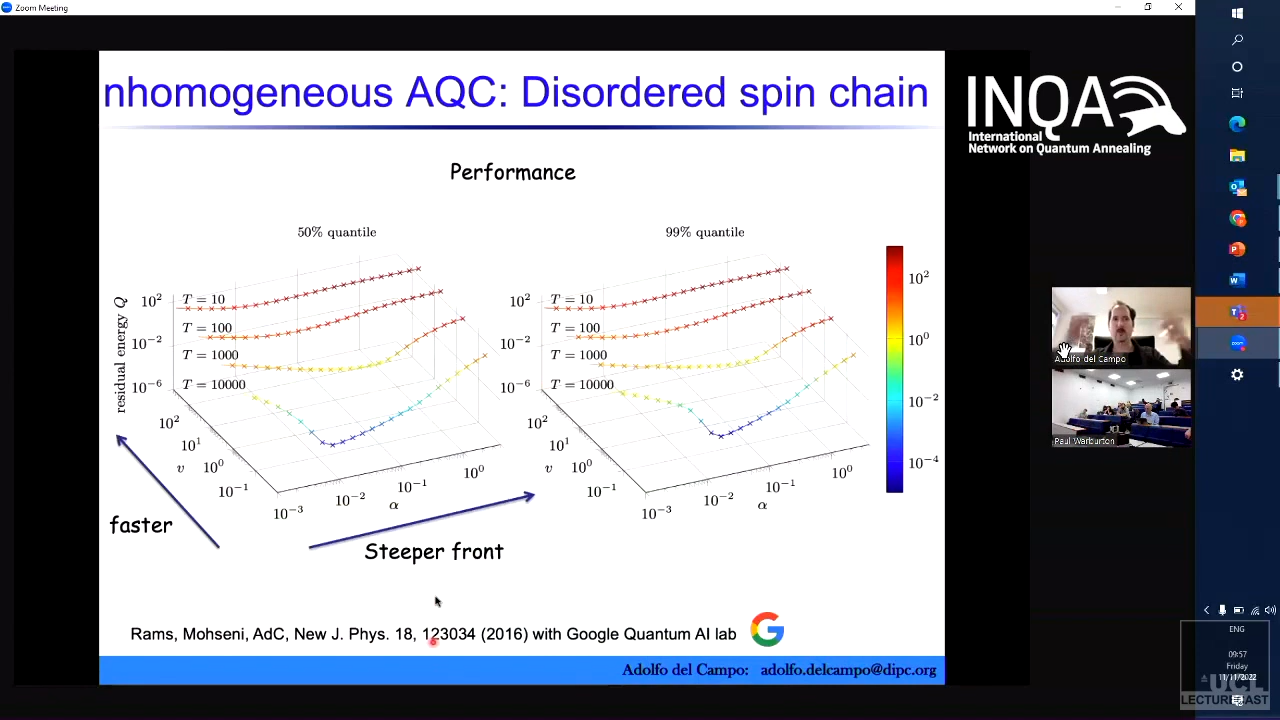 Zoom Meeting
nhomogeneous AQC: Disordered spin chain
INQA
International
Network on Quantum Annealing
Performance
50% quantile
99% quantile
residual energy Q
10² 10⁻² 10⁻⁶
T = 10
T = 100
T = 1000
T = 10000
10² 10¹ 10⁰ 10⁻¹
v
10⁻³ 10⁻² 10⁻¹ 10⁰
α
10² 10⁻² 10⁻⁶
T = 10
T = 100
T = 1000
T = 10000
10² 10¹ 10⁰ 10⁻¹
v
10⁻³ 10⁻² 10⁻¹ 10⁰
α
10² 10⁰ 10⁻² 10⁻⁴
faster
Steeper front
Rams, Mohseni, AdC, New J. Phys. 18, 123034 (2016) with Google Quantum AI lab
Adolfo del Campo: adolfo.delcampo@dipc.org
Adolfo del Campo
Paul Warburton
ENG
09:57
Friday
11/11/2022
UCL
LECTURECAST